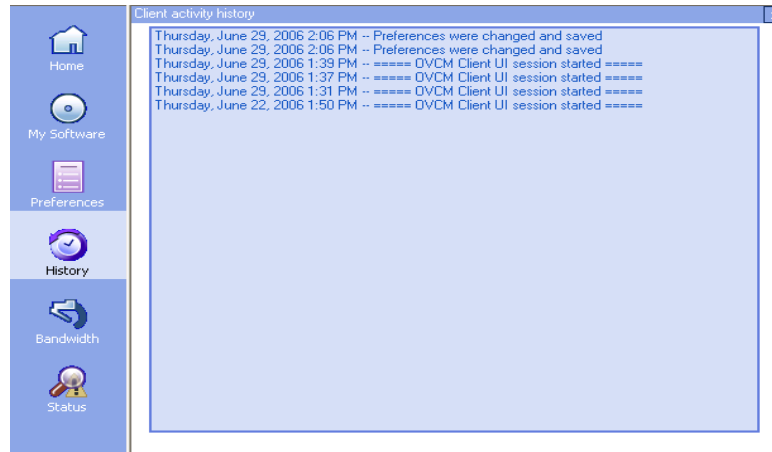 Client activity history
Home
My Software
Preferences
History
Bandwidth
Status
Thursday, June 29, 2006 2:06 PM -- Preferences were changed and saved
Thursday, June 29, 2006 2:06 PM -- Preferences were changed and saved
Thursday, June 29, 2006 1:39 PM -- ===== OVCM Client UI session started =====
Thursday, June 29, 2006 1:37 PM -- ===== OVCM Client UI session started =====
Thursday, June 29, 2006 1:31 PM -- ===== OVCM Client UI session started =====
Thursday, June 22, 2006 1:50 PM -- ===== OVCM Client UI session started =====